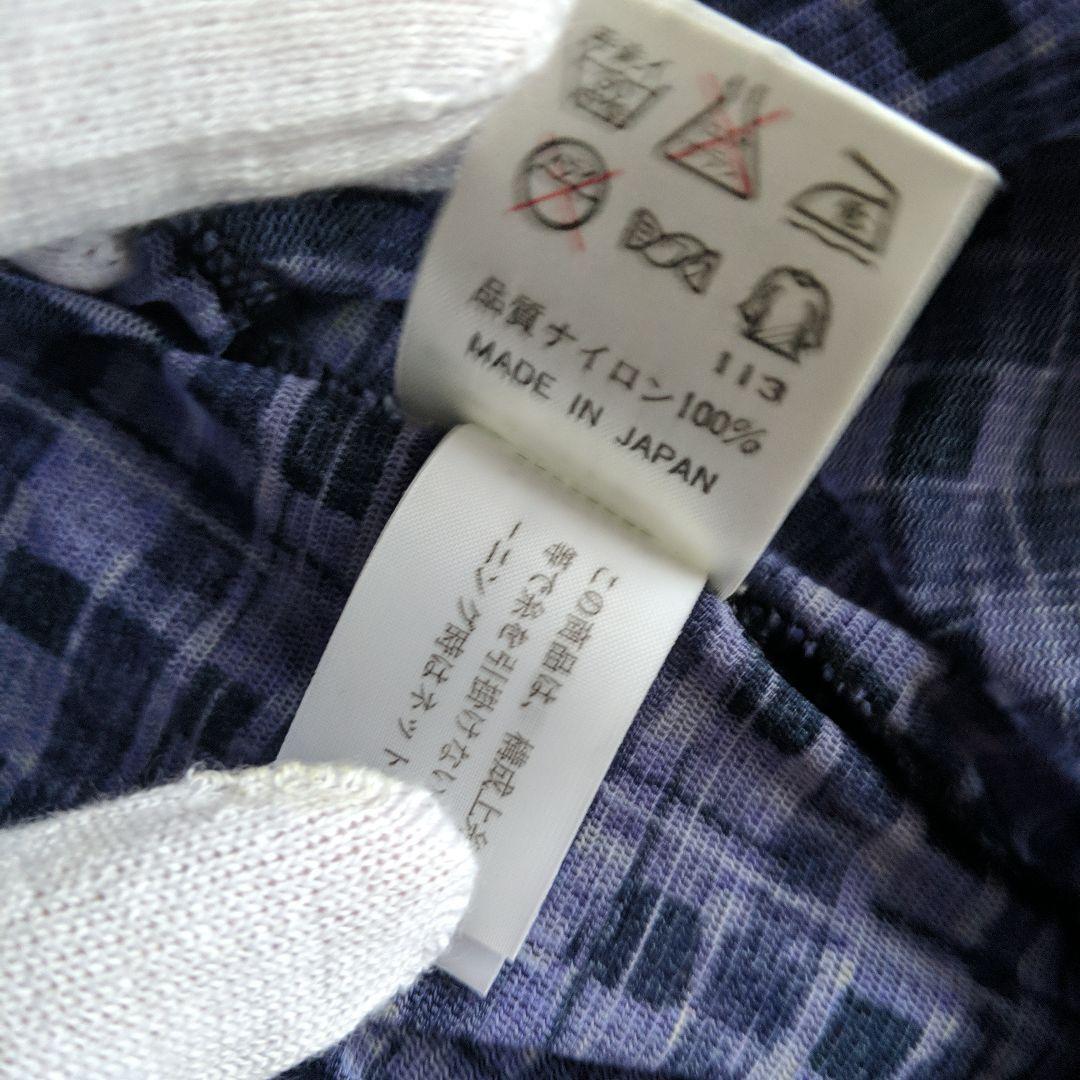 113
品質ナイロン100%
MADE IN JAPAN
この商品は、構成上糸
等で糸を引掛けない
ーニング時はネット